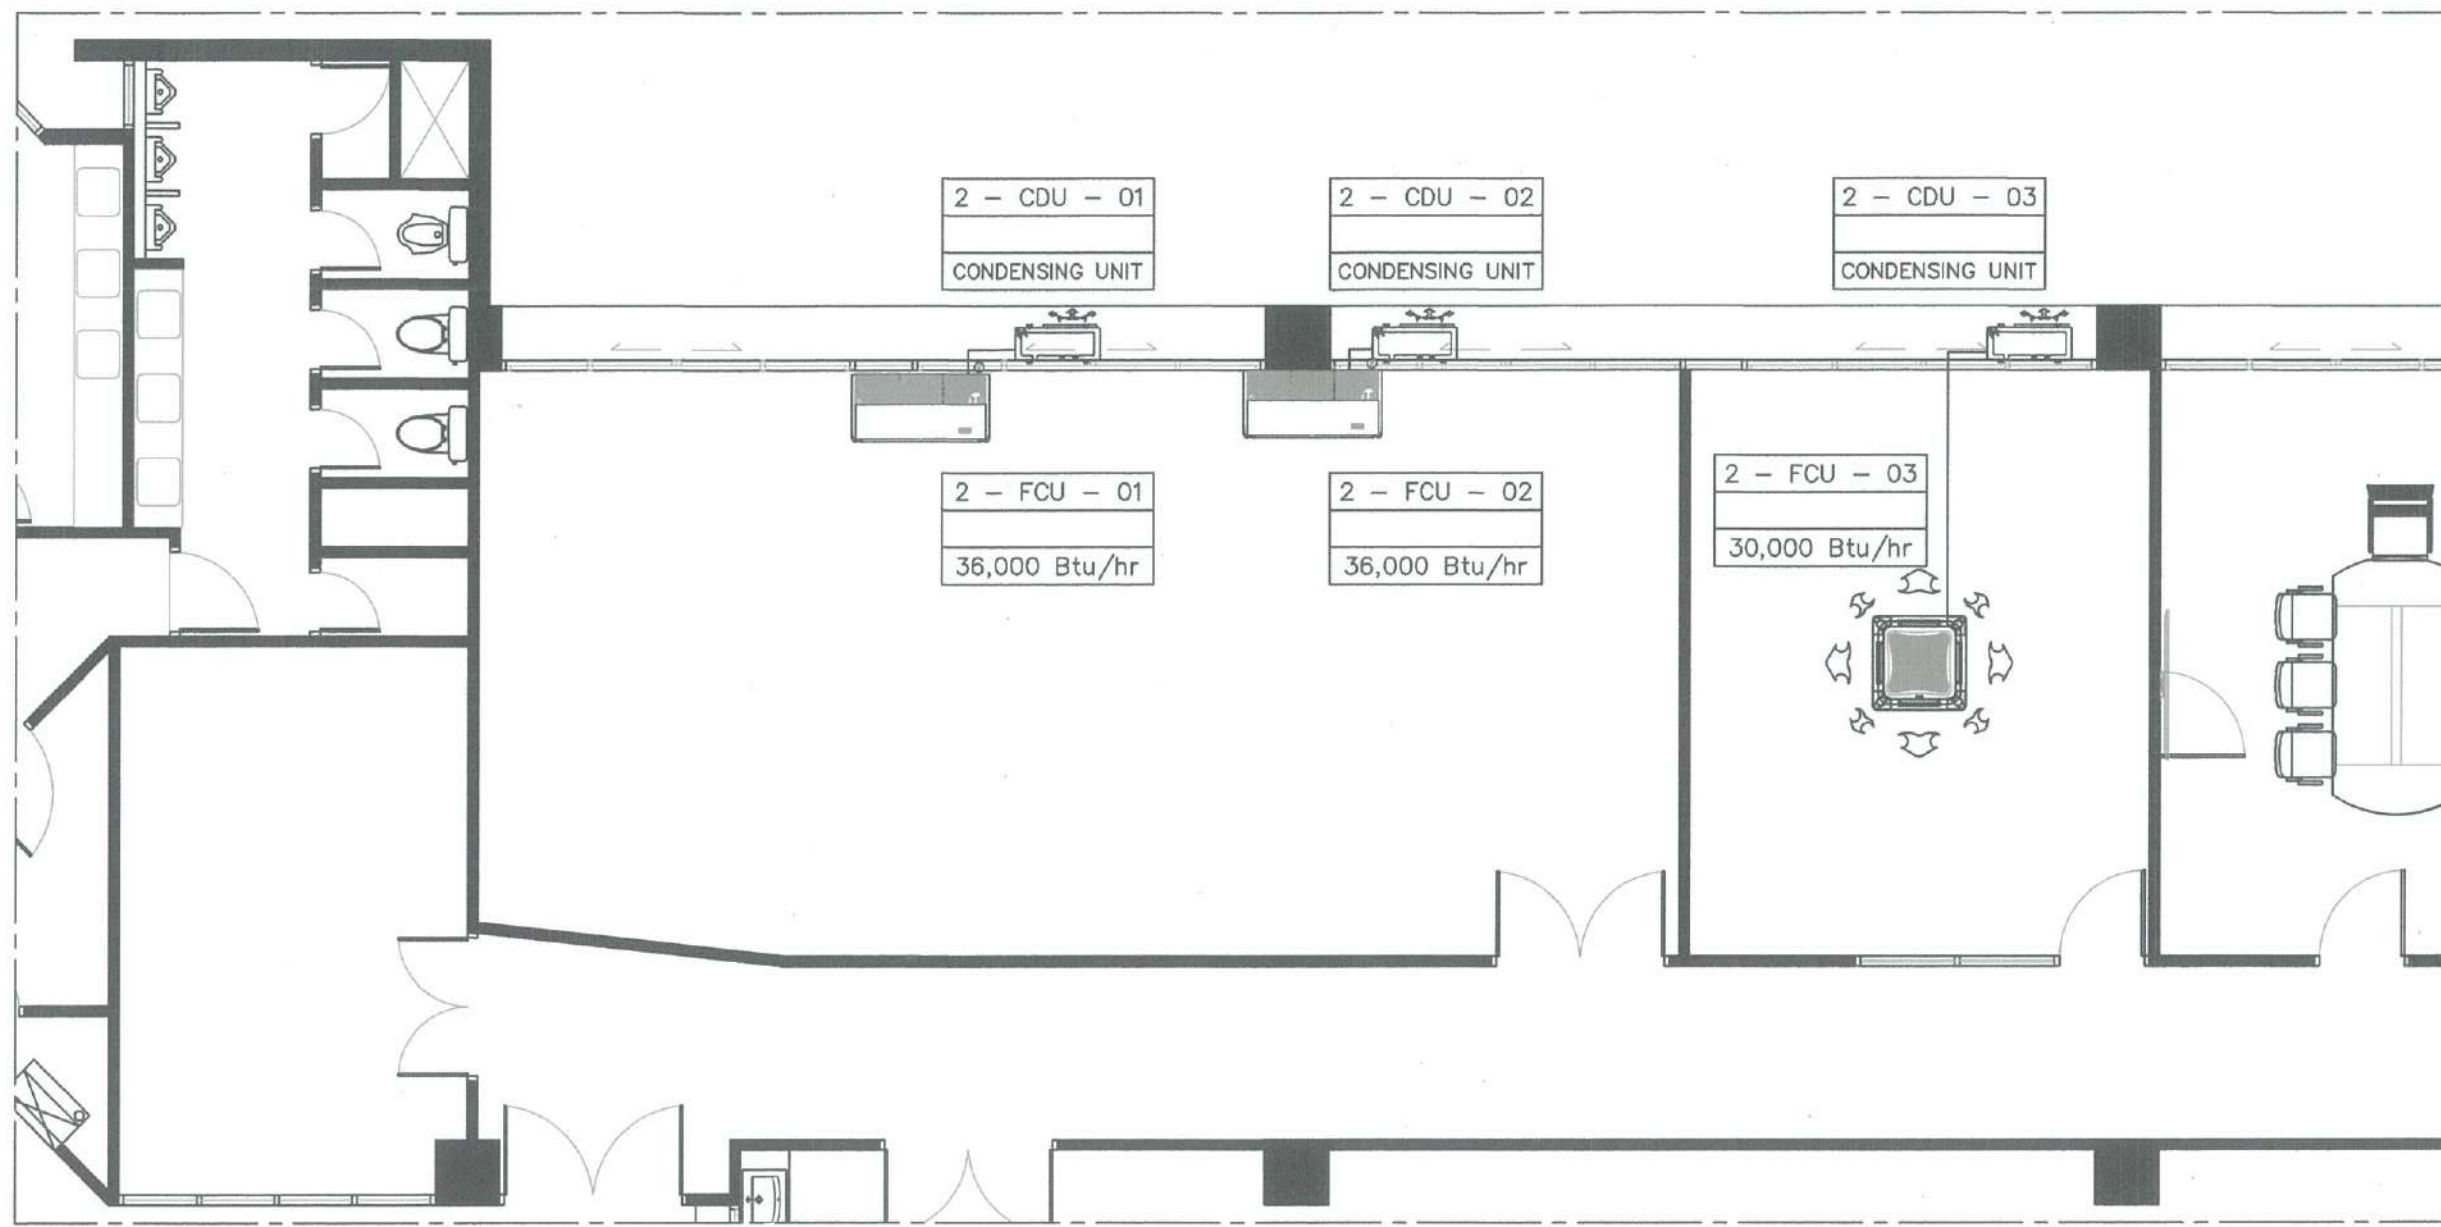 2 - CDU - 01
CONDENSING UNIT
2 - CDU - 02
CONDENSING UNIT
2 - CDU - 03
CONDENSING UNIT
2 - FCU - 01
36,000 Btu/hr
2 - FCU - 02
36,000 Btu/hr
2 - FCU - 03
30,000 Btu/hr